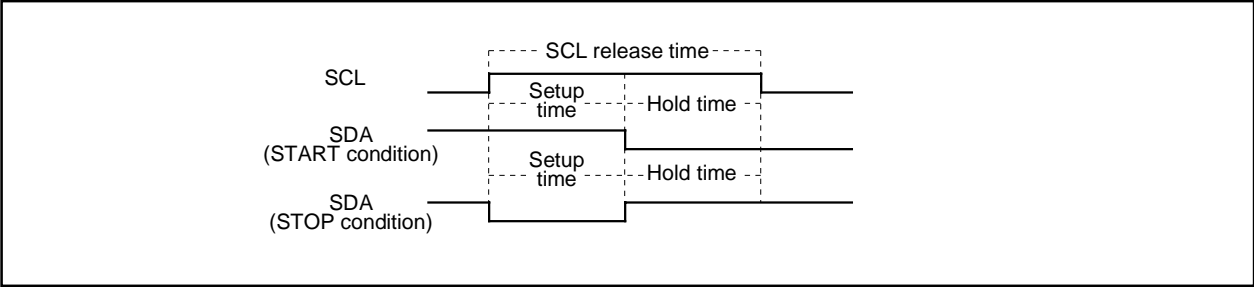 SCL release time
SCL
Setup
time
Hold time
SDA
(START condition)
Setup
time
Hold time
SDA
(STOP condition)